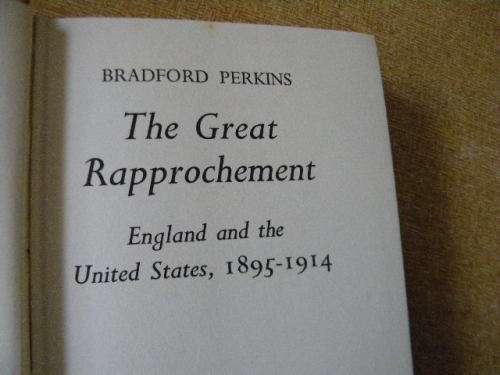 BRADFORD PERKINS
The Great
Rapprochement
England and the
United States, 1895-1914